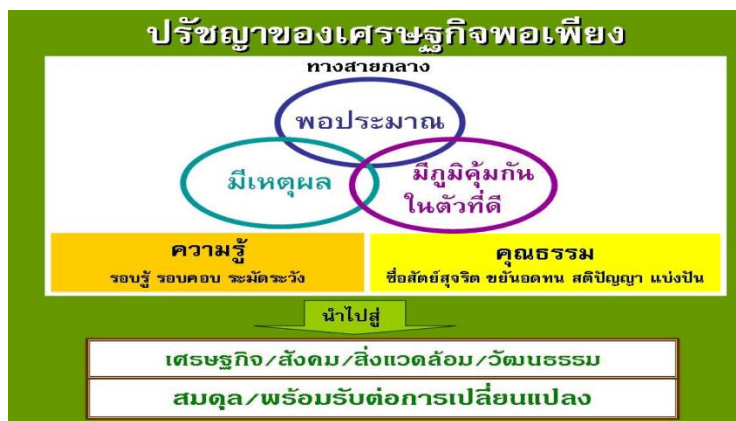 ปรัชญาของเศรษฐกิจพอเพียง
ทางสายกลาง
พอประมาณ
มีเหตุผล
มีภูมิคุ้มกัน
ในตัวที่ดี
ความรู้
รอบรู้ รอบคอบ ระมัดระวัง
คุณธรรม
ซื่อสัตย์สุจริต ขยันอดทน สติปัญญา แบ่งปัน
นำไปสู่
เศรษฐกิจ/สังคม/สิ่งแวดล้อม/วัฒนธรรม
สมดุล/พร้อมรับต่อการเปลี่ยนแปลง